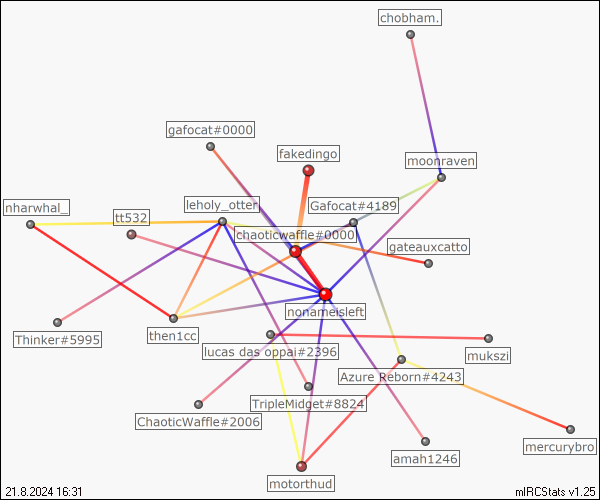 chobham.
gafocat#0000
fakedingo
moonraven
nharwhal_
leholy_otter
Gafocat#4189
tt532
chaoticwaffle#0000
gateauxcatto
nonameisleft
Thinker#5995
then1cc
lucas das oppai#2396
mukszi
Azure Reborn#4243
TripleMidget#8824
ChaoticWaffle#2006
mercurybro
amah1246
motorthud
21.8.2024 16:31
mIRCStats v1.25